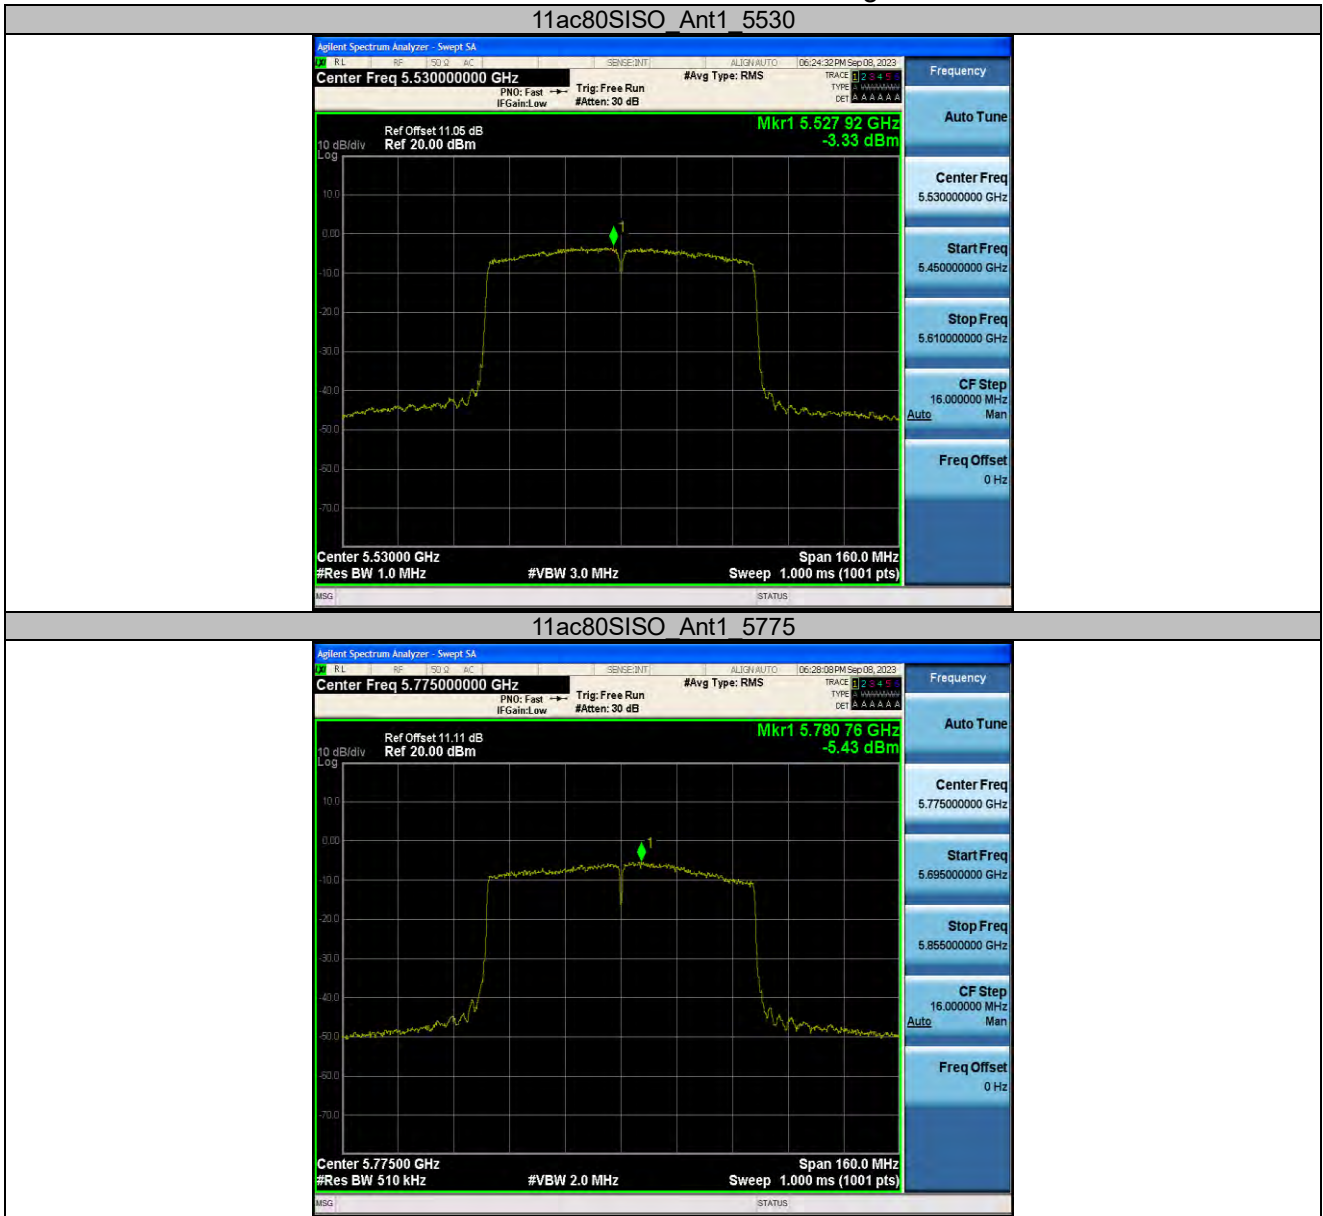 11ac80SISO_Ant1_5530
Agilent Spectrum Analyzer - Swept SA
RL RF 50 Ω AC SENSE:INT ALIGN AUTO 06:24:32 PM Sep 08, 2023
Center Freq 5.530000000 GHz #Avg Type: RMS TRACE 1 2 3 4 5 6
PNO: Fast Trig: Free Run TYPE
IFGain:Low #Atten: 30 dB DET A A A A A A
Frequency
Mkr1 5.527 92 GHz
-3.33 dBm
Ref Offset 11.05 dB
10 dB/div Ref 20.00 dBm
Log
10.0
0.00
-10.0
-20.0
-30.0
-40.0
-50.0
-60.0
-70.0
1
Center 5.53000 GHz Span 160.0 MHz
#Res BW 1.0 MHz #VBW 3.0 MHz Sweep 1.000 ms (1001 pts)
MSG STATUS
Auto Tune
Center Freq
5.530000000 GHz
Start Freq
5.450000000 GHz
Stop Freq
5.610000000 GHz
CF Step
16.000000 MHz
Auto Man
Freq Offset
0 Hz
11ac80SISO_Ant1_5775
Agilent Spectrum Analyzer - Swept SA
RL RF 50 Ω AC SENSE:INT ALIGN AUTO 06:28:08 PM Sep 08, 2023
Center Freq 5.775000000 GHz #Avg Type: RMS TRACE 1 2 3 4 5 6
PNO: Fast Trig: Free Run TYPE
IFGain:Low #Atten: 30 dB DET A A A A A A
Frequency
Mkr1 5.780 76 GHz
-5.43 dBm
Ref Offset 11.11 dB
10 dB/div Ref 20.00 dBm
Log
10.0
0.00
-10.0
-20.0
-30.0
-40.0
-50.0
-60.0
-70.0
1
Center 5.77500 GHz Span 160.0 MHz
#Res BW 510 kHz #VBW 2.0 MHz Sweep 1.000 ms (1001 pts)
MSG STATUS
Auto Tune
Center Freq
5.775000000 GHz
Start Freq
5.695000000 GHz
Stop Freq
5.855000000 GHz
CF Step
16.000000 MHz
Auto Man
Freq Offset
0 Hz